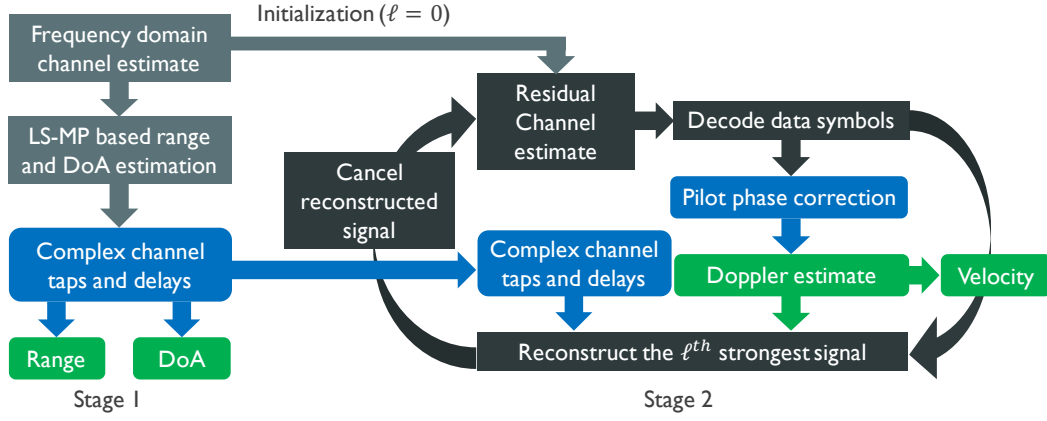 Initialization (ℓ = 0)
Frequency domain
channel estimate
LS-MP based range
and DoA estimation
Complex channel
taps and delays
Range
DoA
Stage 1
Residual
Channel
estimate
Decode data symbols
Cancel
reconstructed
signal
Pilot phase correction
Complex channel
taps and delays
Doppler estimate
Velocity
Reconstruct the ℓᵗʰ strongest signal
Stage 2